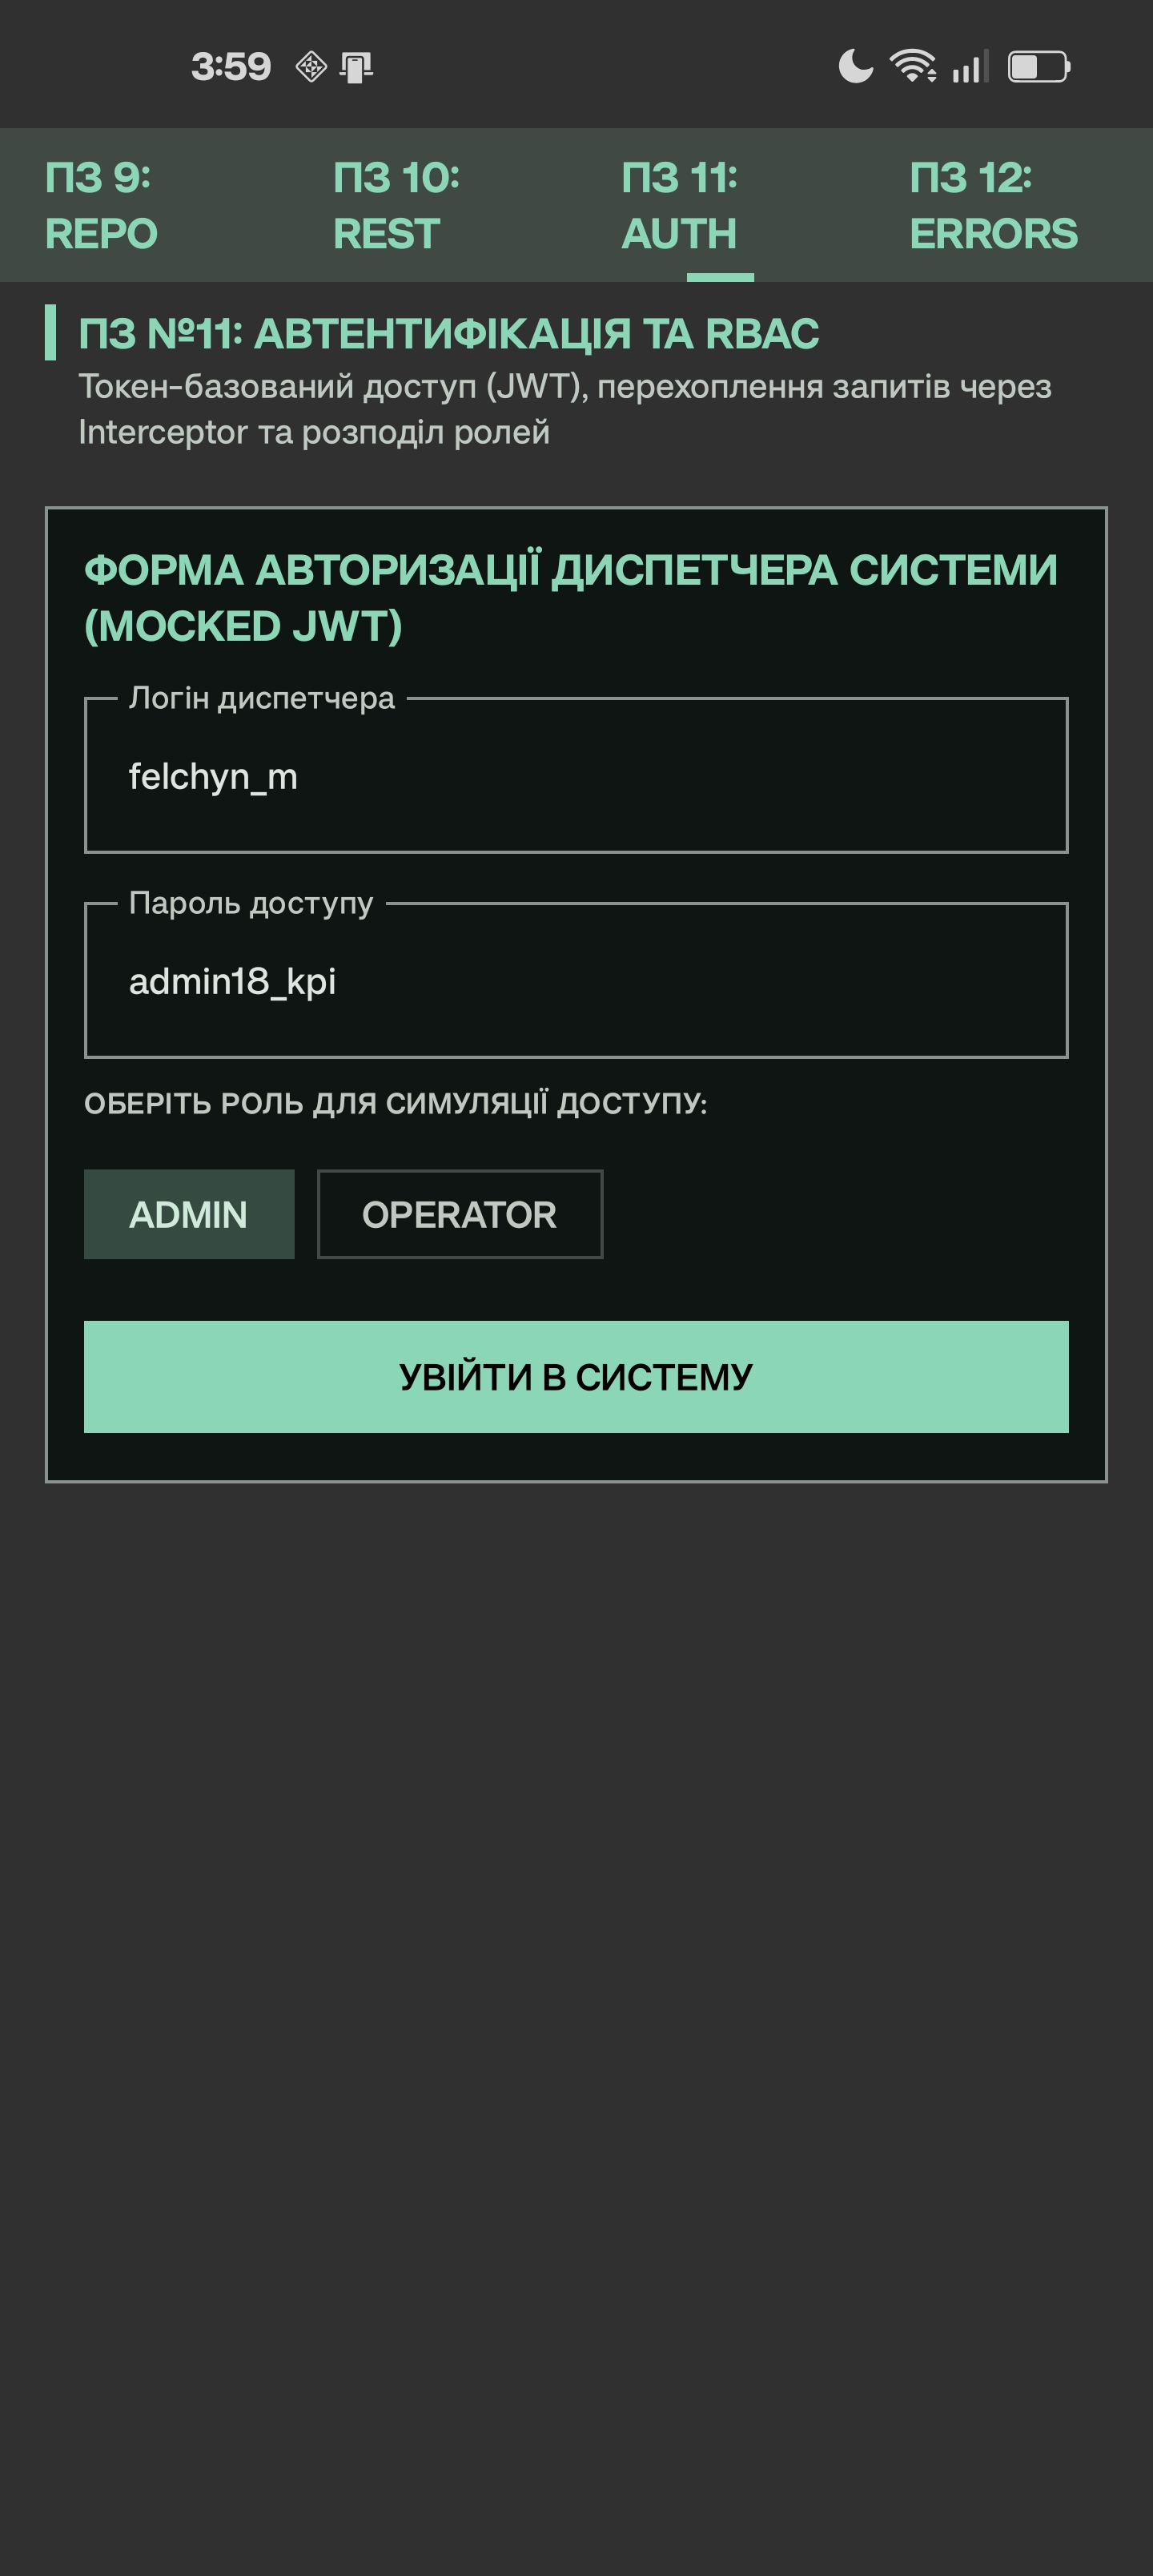 3:59
ПЗ 9:
REPO
ПЗ 10:
REST
ПЗ 11:
AUTH
ПЗ 12:
ERRORS
ПЗ №11: АВТЕНТИФІКАЦІЯ ТА RBAC
Токен-базований доступ (JWT), перехоплення запитів через
Interceptor та розподіл ролей
ФОРМА АВТОРИЗАЦІЇ ДИСПЕТЧЕРА СИСТЕМИ
(MOCKED JWT)
Логін диспетчера
felchyn_m
Пароль доступу
admin18_kpi
ОБЕРІТЬ РОЛЬ ДЛЯ СИМУЛЯЦІЇ ДОСТУПУ:
ADMIN
OPERATOR
УВІЙТИ В СИСТЕМУ